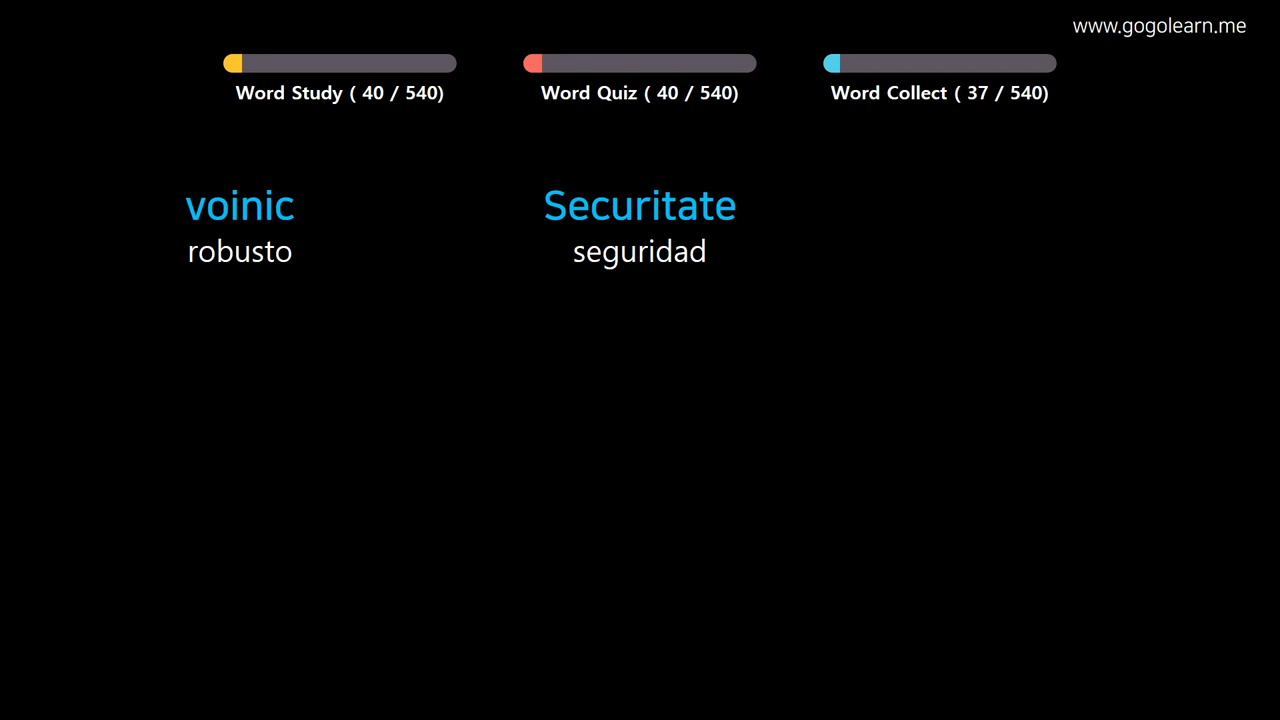 www.gogolearn.me
Word Study ( 40 / 540)
Word Quiz ( 40 / 540)
Word Collect ( 37 / 540)
voinic
robusto
Securitate
seguridad